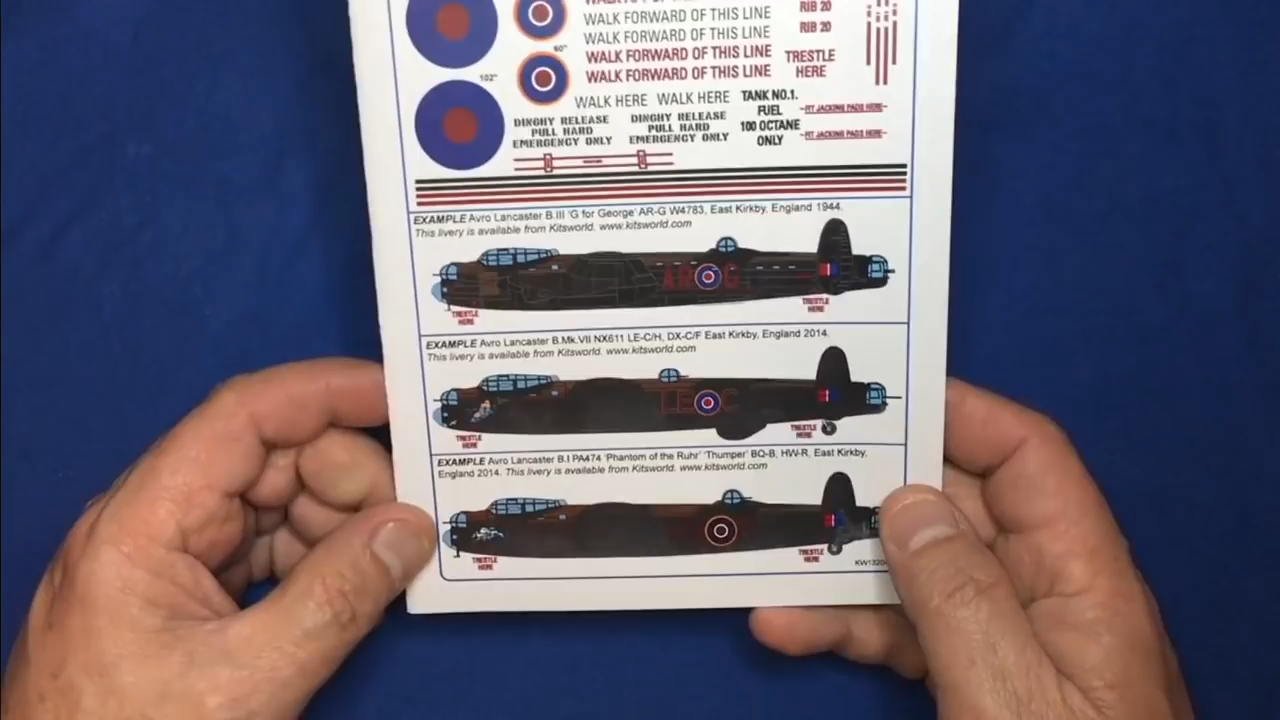 WALK FORWARD OF THIS LINE
RIB 20
WALK FORWARD OF THIS LINE
RIB 20
WALK FORWARD OF THIS LINE
TRESTLE
HERE
WALK FORWARD OF THIS LINE
60"
102"
WALK HERE WALK HERE
TANK NO.1.
FUEL
100 OCTANE
ONLY
FIT JACKING PADS HERE
FIT JACKING PADS HERE
DINGHY RELEASE
PULL HARD
EMERGENCY ONLY
DINGHY RELEASE
PULL HARD
EMERGENCY ONLY
EXAMPLE Avro Lancaster B.III 'G for George' AR-G W4783, East Kirkby, England 1944.
This livery is available from Kitsworld. www.kitsworld.com
AR G
TRESTLE
HERE
TRESTLE
HERE
EXAMPLE Avro Lancaster B.Mk.VII NX611 LE-C/H, DX-C/F East Kirkby, England 2014.
This livery is available from Kitsworld. www.kitsworld.com
LE C
TRESTLE
HERE
TRESTLE
HERE
EXAMPLE Avro Lancaster B.I PA474 'Phantom of the Ruhr' 'Thumper' BQ-B, HW-R, East Kirkby,
England 2014. This livery is available from Kitsworld. www.kitsworld.com
TRESTLE
HERE
TRESTLE
HERE